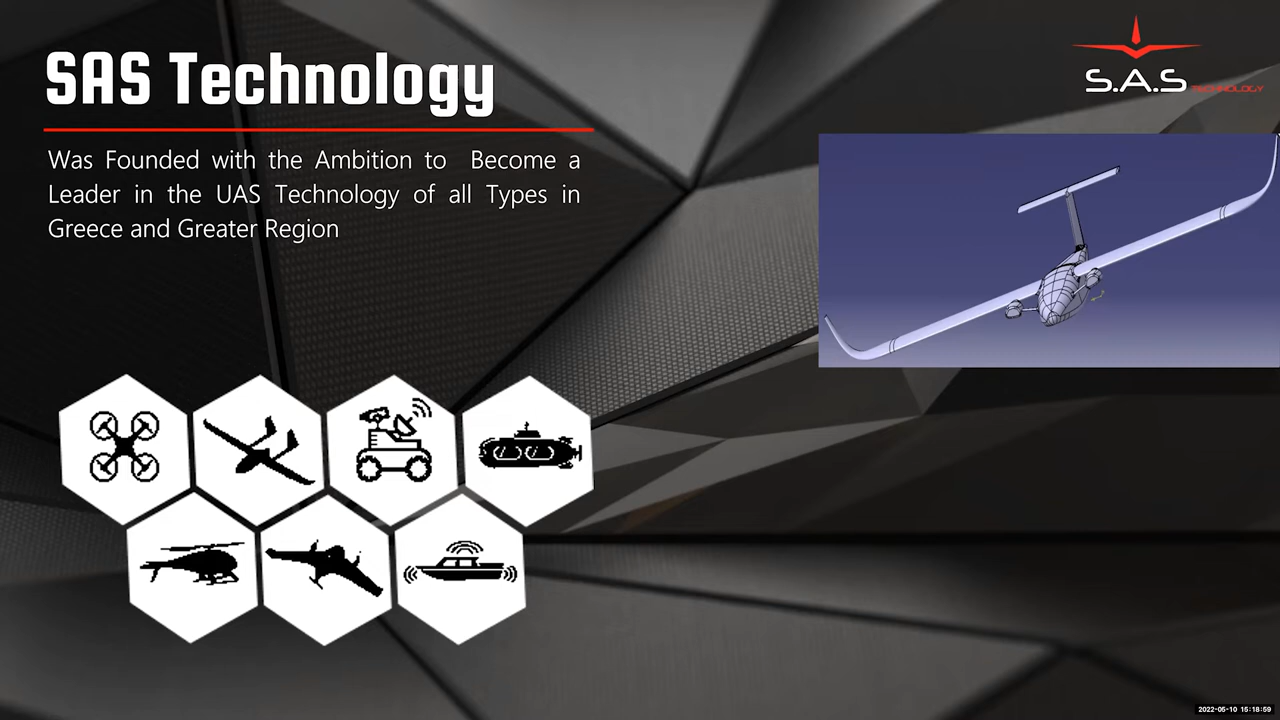 SAS Technology
S.A.S TECHNOLOGY
Was Founded with the Ambition to Become a
Leader in the UAS Technology of all Types in
Greece and Greater Region
2022-05-10 15:18:59